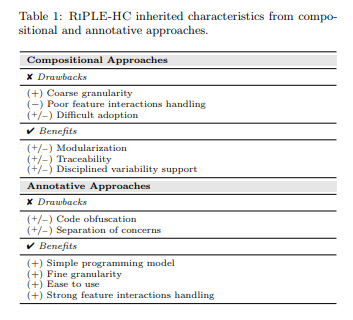 Table 1: RiPLE-HC inherited characteristics from compo-
sitional and annotative approaches.
Compositional Approaches
✘ Drawbacks
(+) Coarse granularity
(−) Poor feature interactions handling
(+/−) Difficult adoption
✔ Benefits
(+/−) Modularization
(+/−) Traceability
(+/−) Disciplined variability support
Annotative Approaches
✘ Drawbacks
(+/−) Code obfuscation
(+/−) Separation of concerns
✔ Benefits
(+) Simple programming model
(+) Fine granularity
(+) Ease to use
(+) Strong feature interactions handling